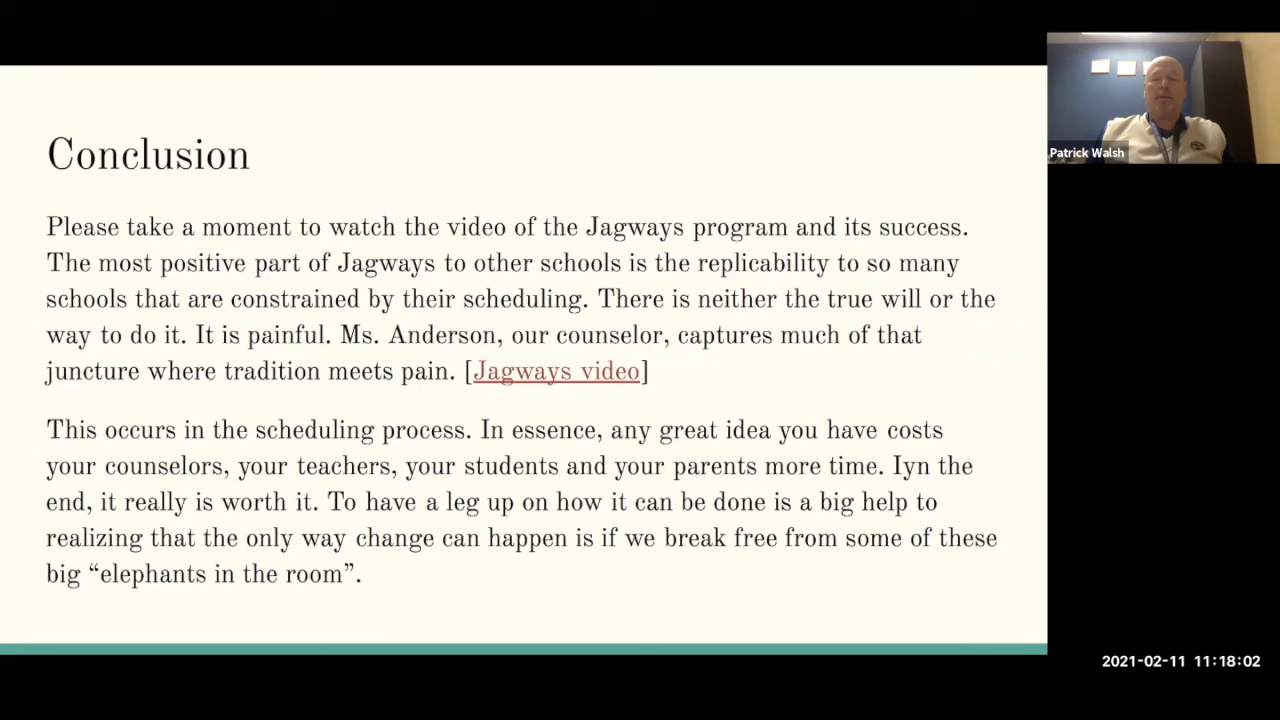 Conclusion
Please take a moment to watch the video of the Jagways program and its success.
The most positive part of Jagways to other schools is the replicability to so many
schools that are constrained by their scheduling. There is neither the true will or the
way to do it. It is painful. Ms. Anderson, our counselor, captures much of that
juncture where tradition meets pain. [Jagways video]
This occurs in the scheduling process. In essence, any great idea you have costs
your counselors, your teachers, your students and your parents more time. Iyn the
end, it really is worth it. To have a leg up on how it can be done is a big help to
realizing that the only way change can happen is if we break free from some of these
big “elephants in the room”.
Patrick Walsh
2021-02-11 11:18:02